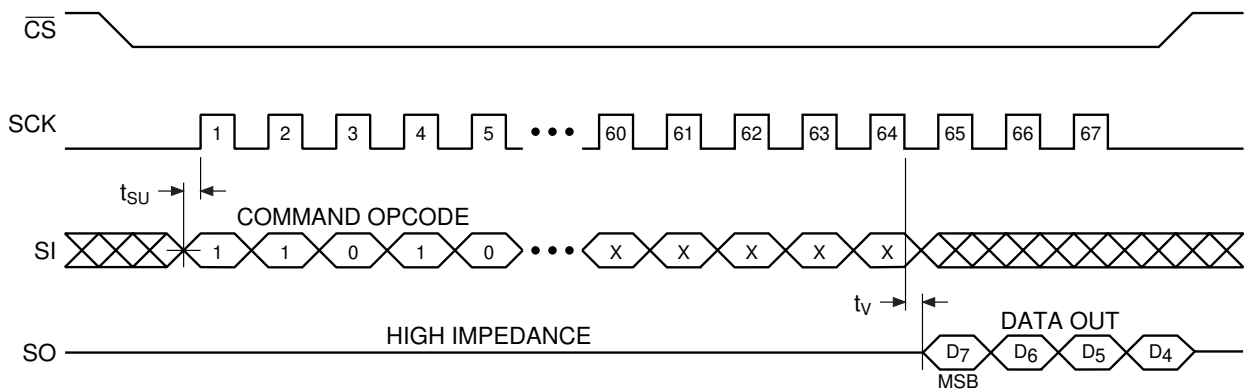 CS
SCK 1 2 3 4 5 ••• 60 61 62 63 64 65 66 67
tSU
COMMAND OPCODE
SI 1 1 0 1 0 ••• X X X X X
tV
HIGH IMPEDANCE DATA OUT
SO D7 D6 D5 D4
MSB